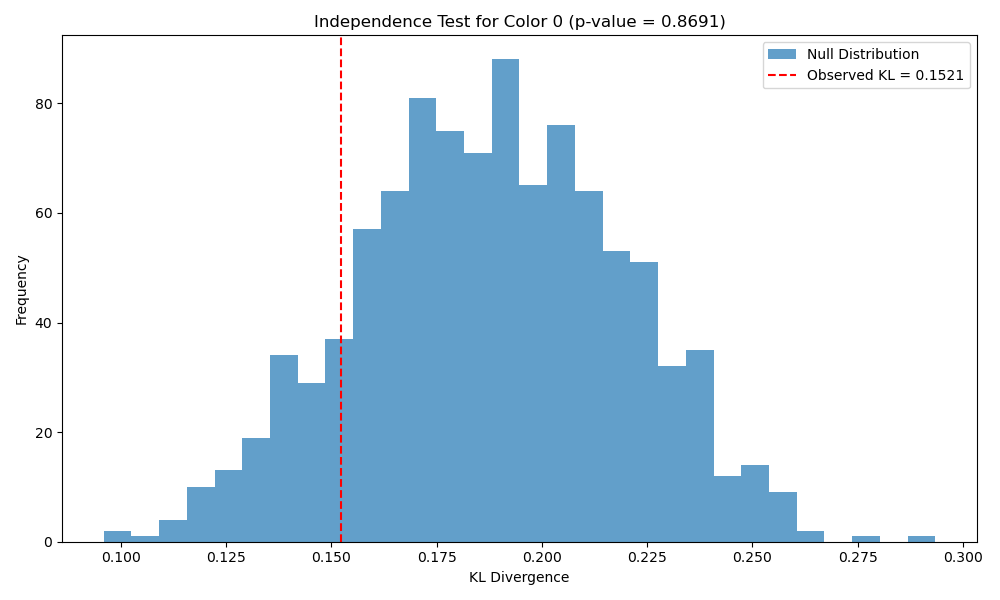 Independence Test for Color 0 (p-value = 0.8691)
Null Distribution
Observed KL = 0.1521
Frequency
80
60
40
20
0
0.100 0.125 0.150 0.175 0.200 0.225 0.250 0.275 0.300
KL Divergence